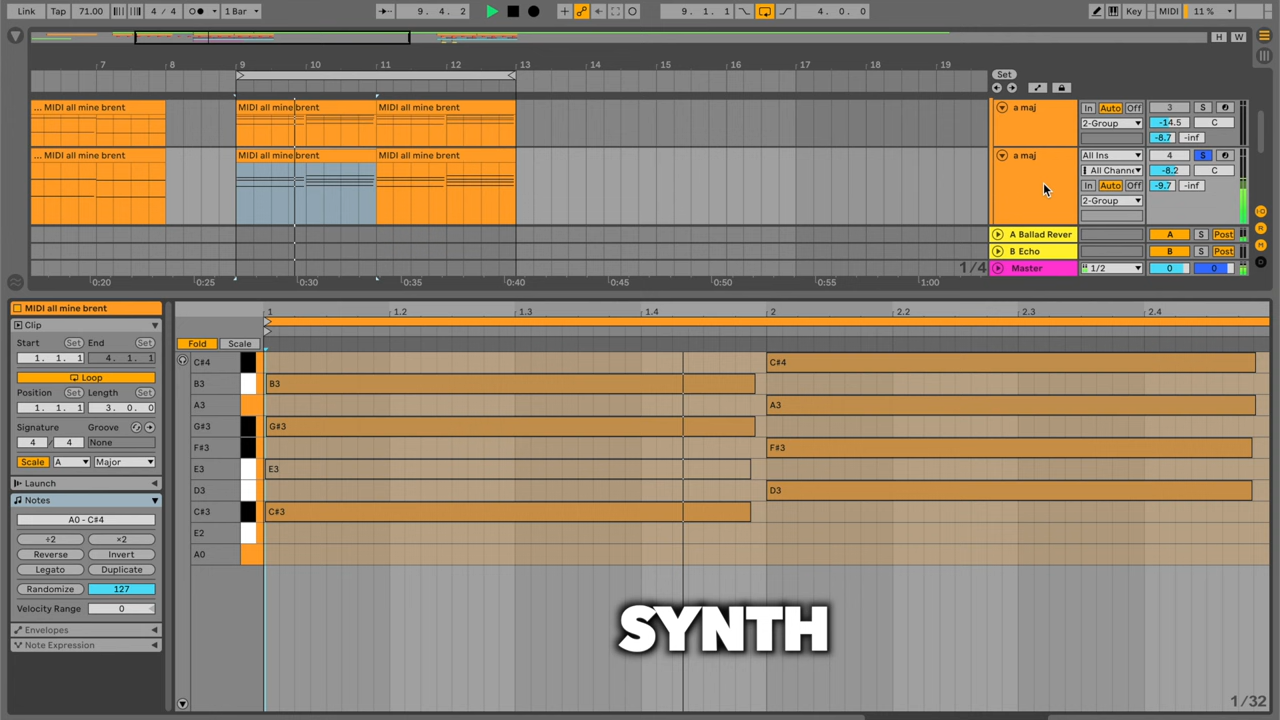 Link Tap 71.00 4 / 4 1 Bar 9. 4. 2 9. 1. 1 4. 0. 0 Key MIDI 11 %
H W
7 8 9 10 11 12 13 14 15 16 17 18 19 Set
... MIDI all mine brent MIDI all mine brent MIDI all mine brent a maj In Auto Off 3 S
2-Group -14.5 C
-8.7 -inf
... MIDI all mine brent MIDI all mine brent MIDI all mine brent a maj All Ins 4 S
All Channe -8.2 C
In Auto Off -9.7 -inf
2-Group
A Ballad Rever A S Post
B Echo B S Post
1/4 Master 1/2 0 0
0:20 0:25 0:30 0:35 0:40 0:45 0:50 0:55 1:00
MIDI all mine brent
Clip
Start Set End Set
1. 1. 1 4. 1. 1
Loop
Position Set Length Set
1. 1. 1 3. 0. 0
Signature Groove
4 / 4 None
Scale A Major
Launch
Notes
A0 - C#4
÷2 ×2
Reverse Invert
Legato Duplicate
Randomize 127
Velocity Range 0
Envelopes
Note Expression
1 1.2 1.3 1.4 2 2.2 2.3 2.4
Fold Scale
C#4 C#4
B3 B3
A3 A3
G#3 G#3
F#3 F#3
E3 E3
D3 D3
C#3 C#3
E2
A0
SYNTH
1/32